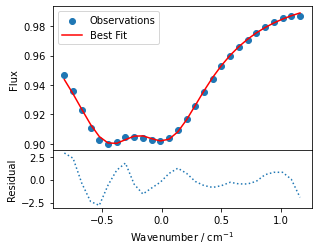 Observations
Best Fit
Flux
0.98
0.96
0.94
0.92
0.90
Residual
2.5
0.0
−2.5
−0.5
0.0
0.5
1.0
Wavenumber / cm⁻¹